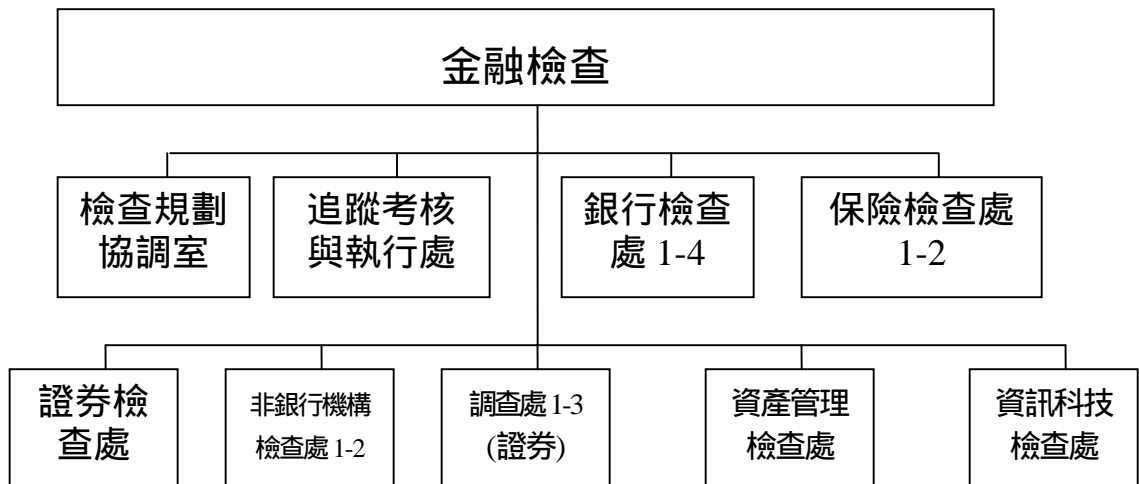 金融檢查
檢查規劃
協調室
追蹤考核
與執行處
銀行檢查
處 1-4
保險檢查處
1-2
證券檢
查處
非銀行機構
檢查處 1-2
調查處 1-3
(證券)
資產管理
檢查處
資訊科技
檢查處